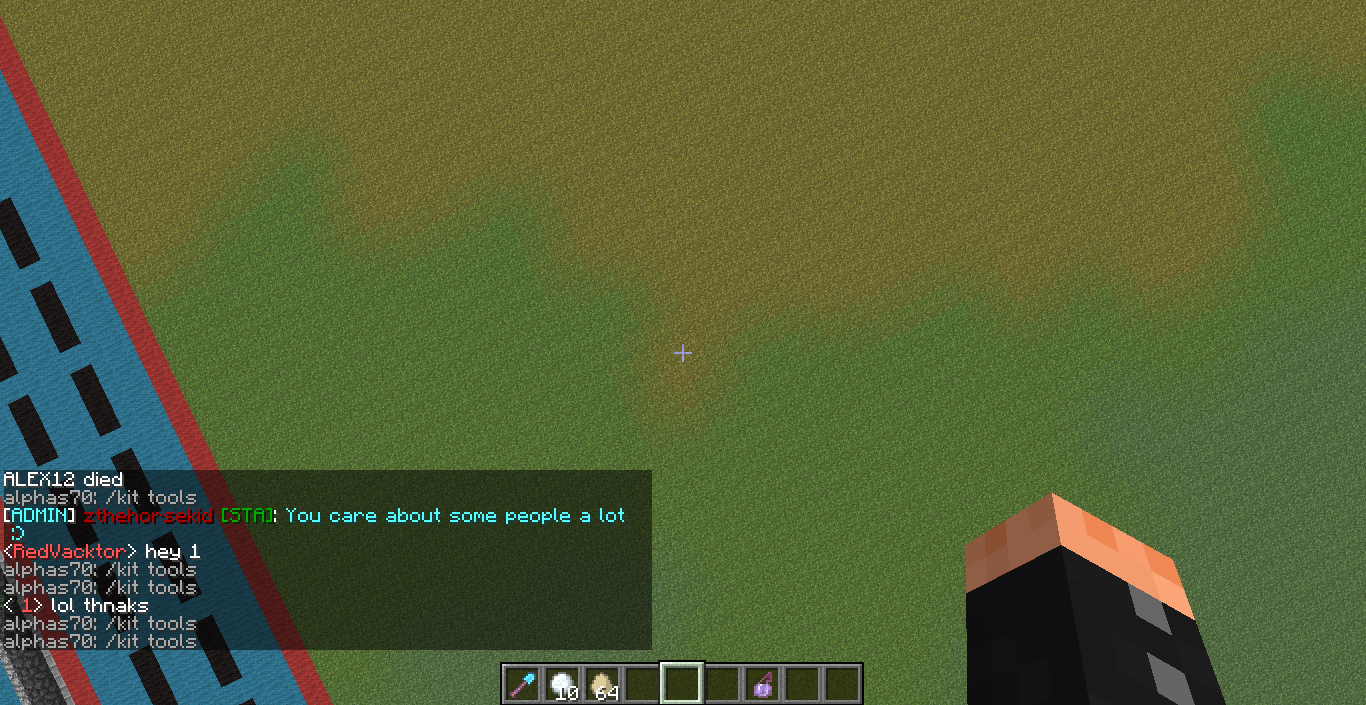 ALEX12 died
alphas70: /kit tools
[ADMIN] zthehorsekid [STA]: You care about some people a lot
:)
<RedVacktor> hey 1
alphas70: /kit tools
alphas70: /kit tools
< 1> lol thnaks
alphas70: /kit tools
alphas70: /kit tools
10 64